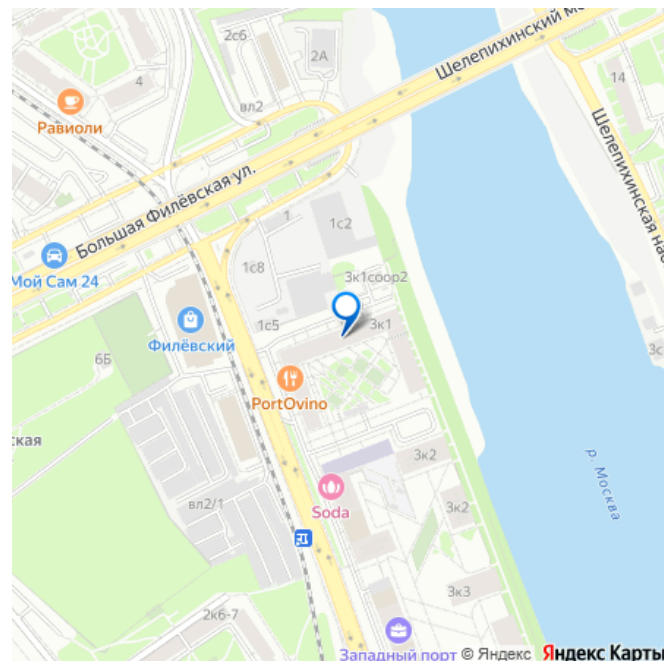 2с6
2А
Шелепихинский мо
4
вл2
14
Равиоли
Шелепихинская наб
Большая Филёвская ул.
1
1с2
Мой Сам 24
1с8
3к1соор2
1с5
3к1
Филёвский
6Б
PortOvino
ская
3к2
вл2/1
Soda
р. Москва
3к2
3к3
2к6-7
Западный порт
© Яндекс Яндекс Карты